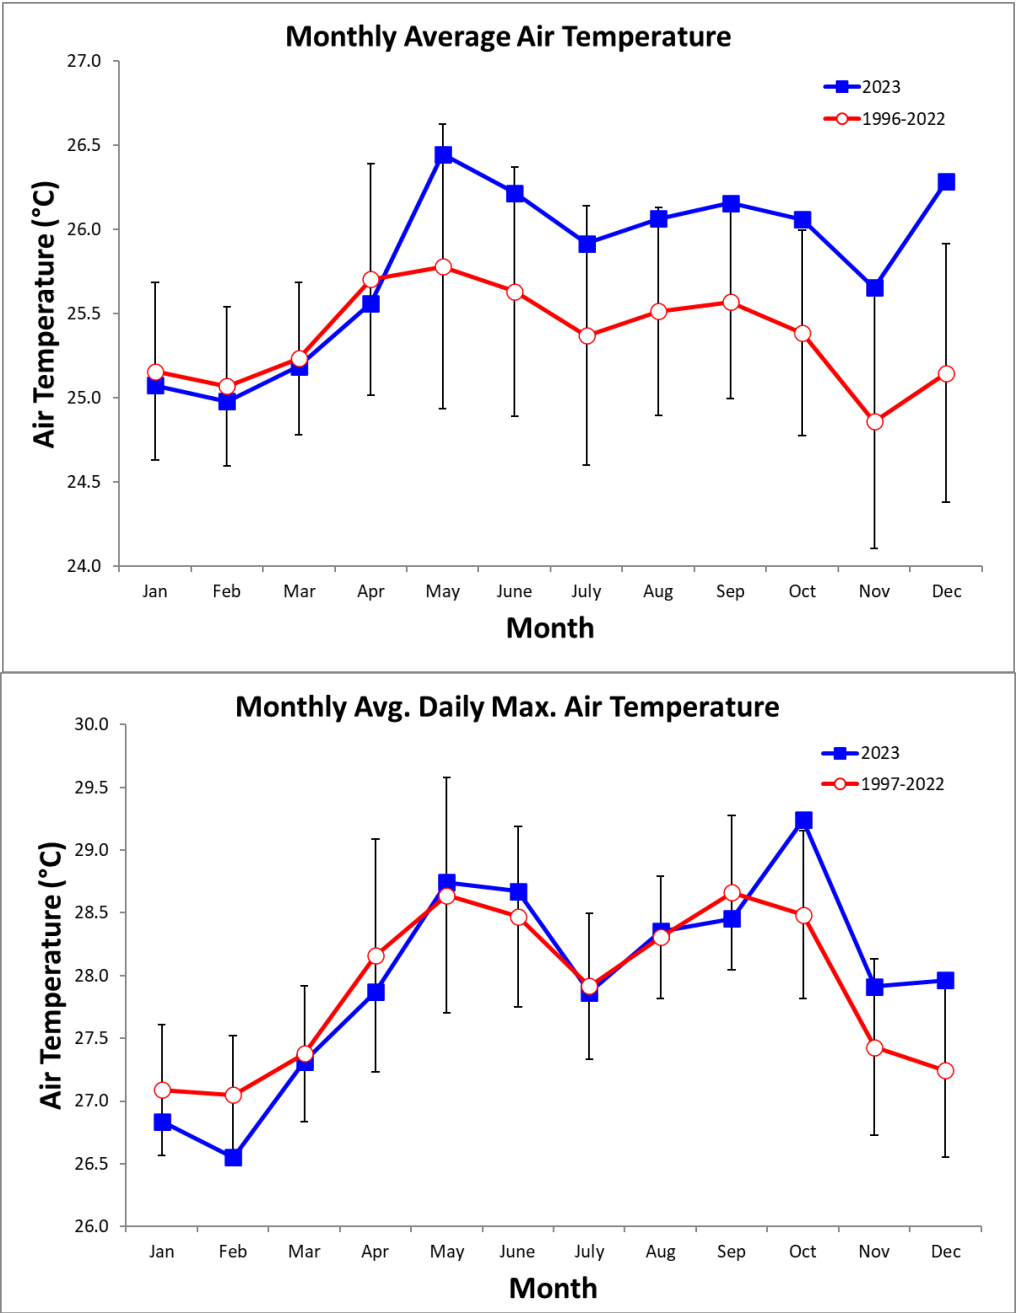 Monthly Average Air Temperature
27.0
2023
1996-2022
26.5
26.0
25.5
25.0
24.5
24.0
Air Temperature (°C)
Jan Feb Mar Apr May June July Aug Sep Oct Nov Dec
Month
Monthly Avg. Daily Max. Air Temperature
30.0
2023
1997-2022
29.5
29.0
28.5
28.0
27.5
27.0
26.5
26.0
Air Temperature (°C)
Jan Feb Mar Apr May June July Aug Sep Oct Nov Dec
Month